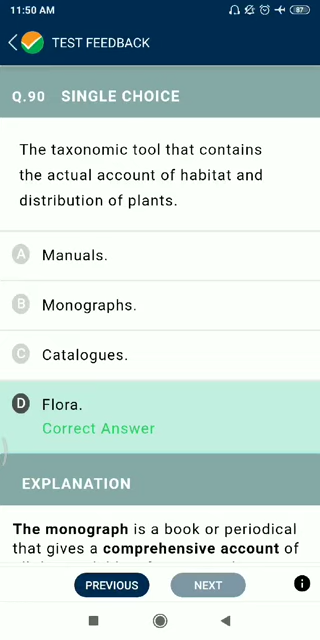 11:50 AM
87
TEST FEEDBACK
Q.90 SINGLE CHOICE
The taxonomic tool that contains
the actual account of habitat and
distribution of plants.
A Manuals.
B Monographs.
C Catalogues.
D Flora.
Correct Answer
EXPLANATION
The monograph is a book or periodical
that gives a comprehensive account of
PREVIOUS
NEXT